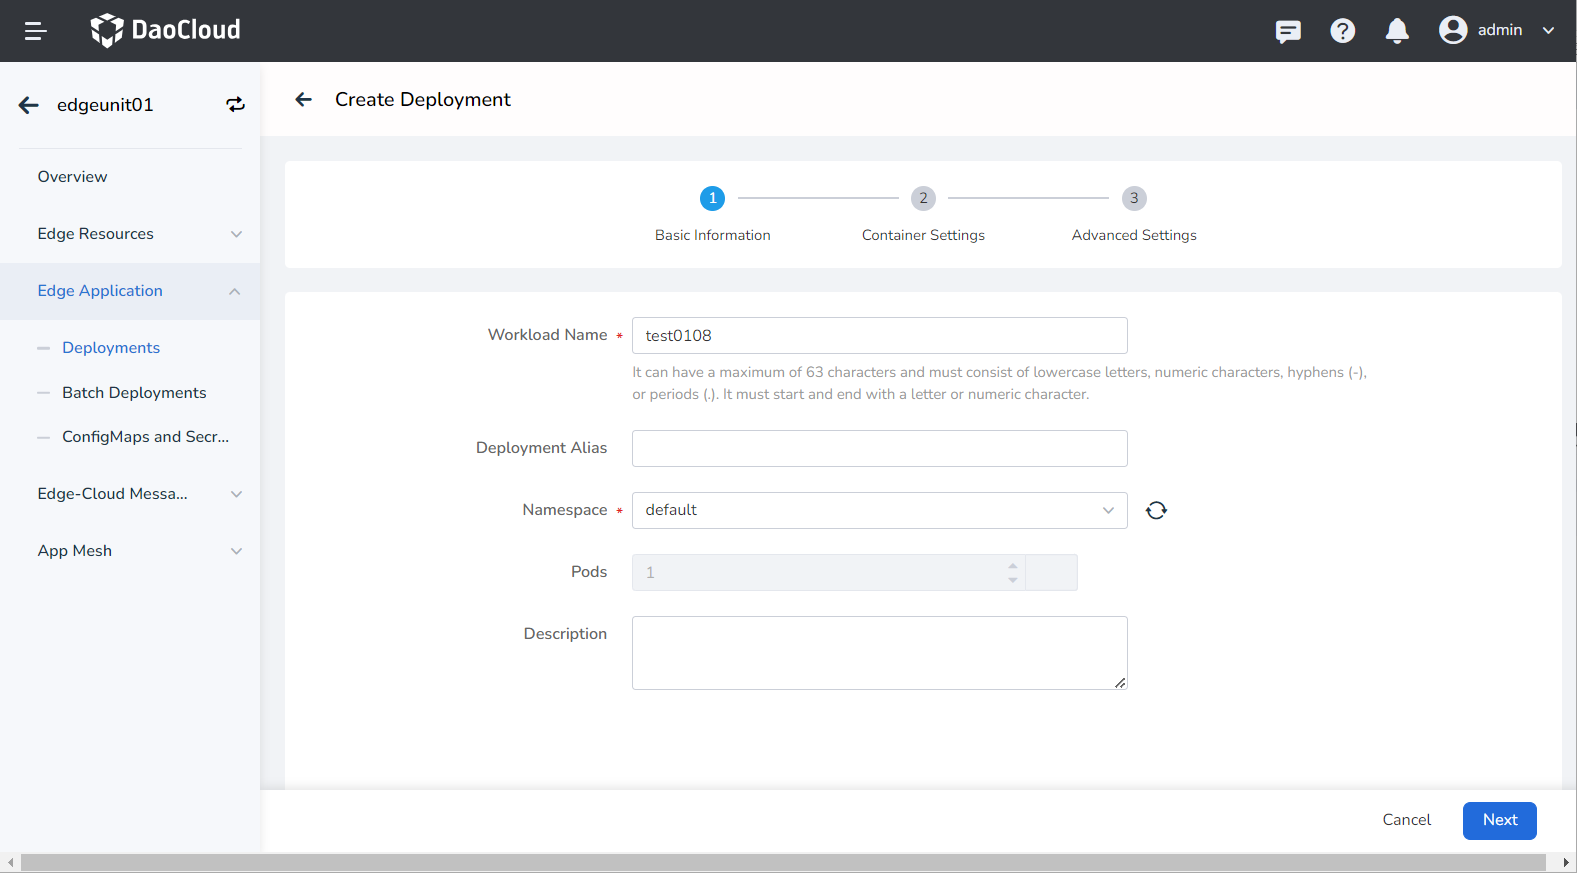 DaoCloud
admin
edgeunit01
Create Deployment
Overview
Edge Resources
Edge Application
Deployments
Batch Deployments
ConfigMaps and Secr...
Edge-Cloud Messa...
App Mesh
1
2
3
Basic Information
Container Settings
Advanced Settings
Workload Name *
test0108
It can have a maximum of 63 characters and must consist of lowercase letters, numeric characters, hyphens (-),
or periods (.). It must start and end with a letter or numeric character.
Deployment Alias
Namespace *
default
Pods
1
Description
Cancel
Next